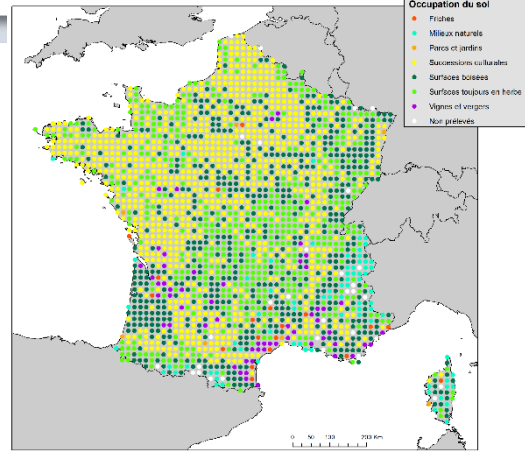 Occupation du sol
Friches
Milieux naturels
Parcs et jardins
Successions culturales
Surfaces boisées
Surfaces toujours en herbe
Vignes et vergers
Non prélevés
0 50 100 200 Km